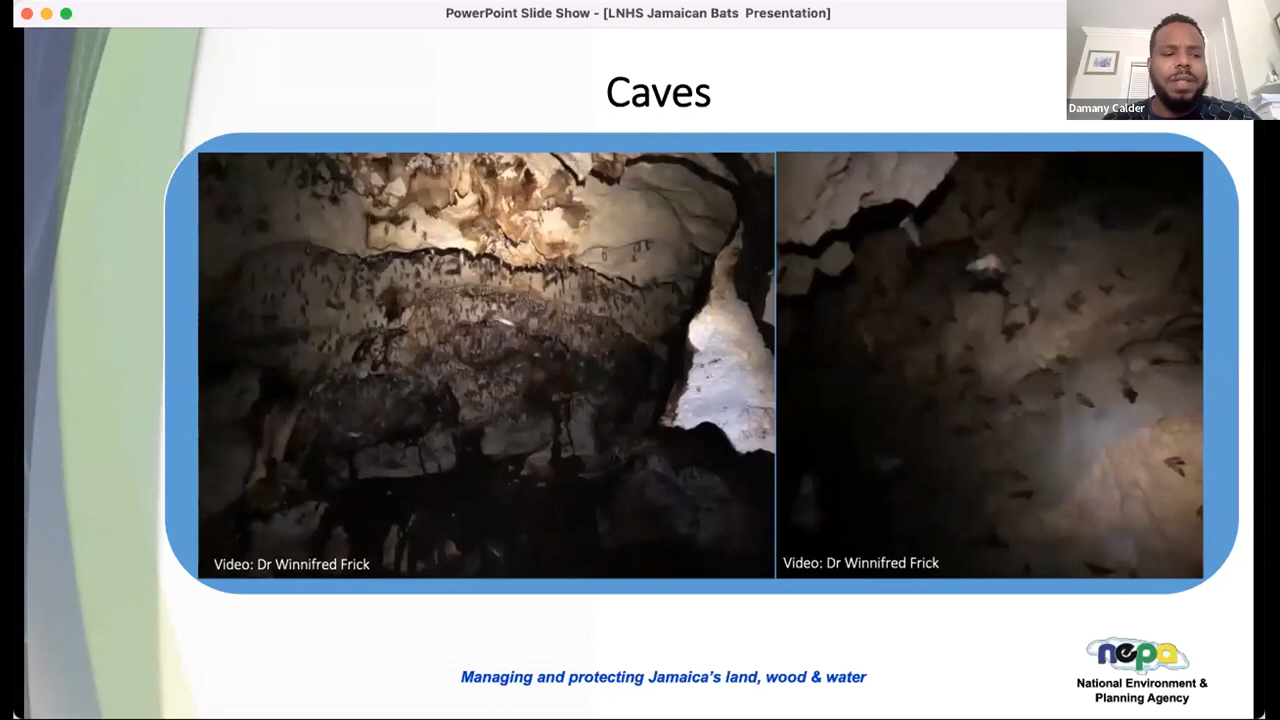 PowerPoint Slide Show - [LNHS Jamaican Bats  Presentation]
Damany Calder
Caves
Video: Dr Winnifred Frick
Video: Dr Winnifred Frick
Managing and protecting Jamaica's land, wood & water
nepa
National Environment &
Planning Agency